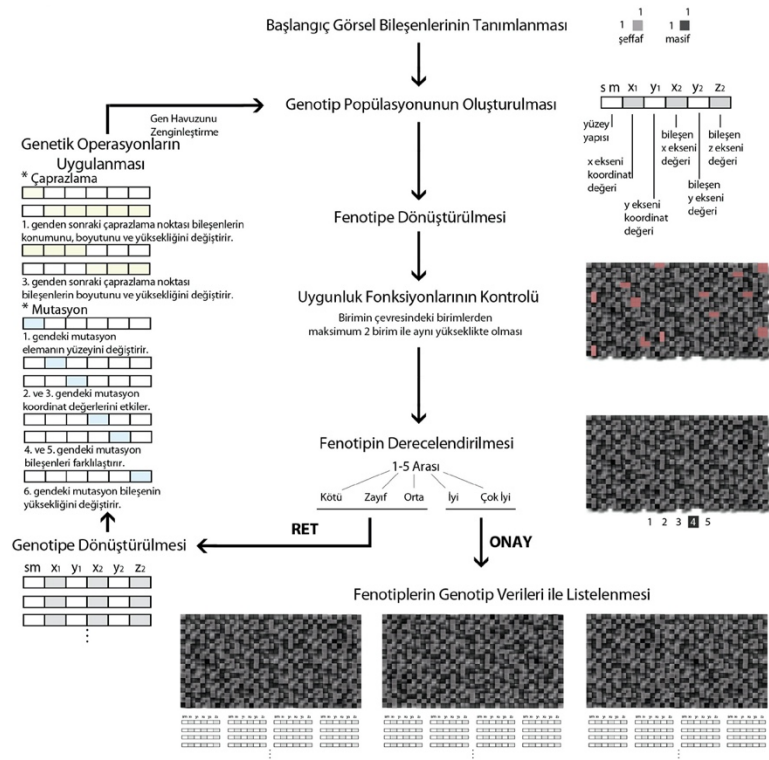 Başlangıç Görsel Bileşenlerinin Tanımlanması
1
1
şeffaf
1
1
masif
Gen Havuzunu
Zenginleştirme
Genotip Popülasyonunun Oluşturulması
s m x1 y1 x2 y2 z2
yüzey
yapısı
x ekseni
koordinat
değeri
y ekseni
koordinat
değeri
bileşen
x ekseni
değeri
bileşen
y ekseni
değeri
bileşen
z ekseni
değeri
Genetik Operasyonların
Uygulanması
* Çaprazlama
1. genden sonraki çaprazlama noktası bileşenlerin
konumunu, boyutunu ve yüksekliğini değiştirir.
3. genden sonraki çaprazlama noktası
bileşenlerin boyutunu ve yüksekliğini değiştirir.
* Mutasyon
1. gendeki mutasyon
elemanın yüzeyini değiştirir.
2. ve 3. gendeki mutasyon
koordinat değerlerini etkiler.
4. ve 5. gendeki mutasyon
bileşenleri farklılaştırır.
6. gendeki mutasyon bileşenin
yüksekliğini değiştirir.
Fenotipe Dönüştürülmesi
Uygunluk Fonksiyonlarının Kontrolü
Birimin çevresindeki birimlerden
maksimum 2 birim ile aynı yükseklikte olması
Fenotipin Derecelendirilmesi
1-5 Arası
Kötü Zayıf Orta İyi Çok İyi
1 2 3 4 5
RET
ONAY
Genotipe Dönüştürülmesi
sm x1 y1 x2 y2 z2
Fenotiplerin Genotip Verileri ile Listelenmesi